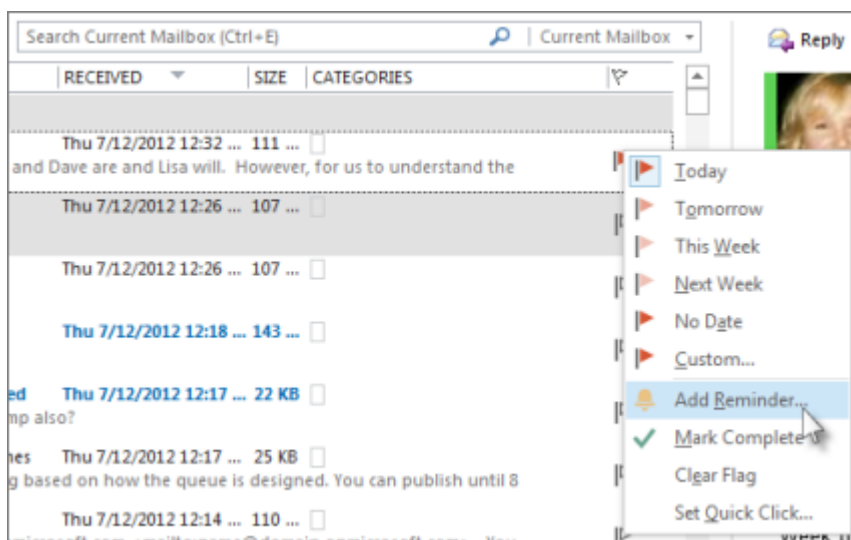 Search Current Mailbox (Ctrl+E) Current Mailbox Reply
RECEIVED SIZE CATEGORIES
Thu 7/12/2012 12:32 ... 111 ...
and Dave are and Lisa will. However, for us to understand the
Thu 7/12/2012 12:26 ... 107 ...
Thu 7/12/2012 12:26 ... 107 ...
Thu 7/12/2012 12:18 ... 143 ...
ed Thu 7/12/2012 12:17 ... 22 KB
mp also?
nes Thu 7/12/2012 12:17 ... 25 KB
g based on how the queue is designed. You can publish until 8
Thu 7/12/2012 12:14 ... 110 ...
Today
Tomorrow
This Week
Next Week
No Date
Custom...
Add Reminder...
Mark Complete
Clear Flag
Set Quick Click...